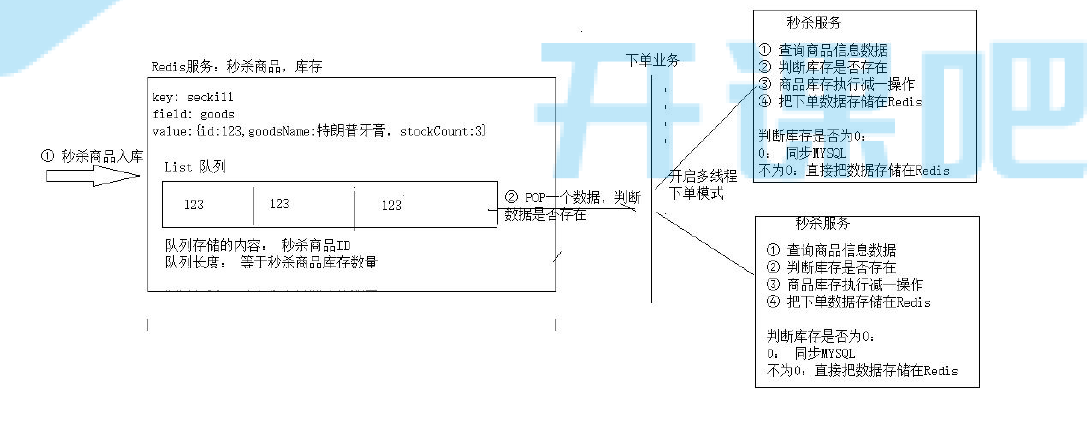 开课吧
Redis服务：秒杀商品，库存
key: seckill
field: goods
value:{id:123,goodsName:特朗普牙膏，stockCount:3}
① 秒杀商品入库
List 队列
123
123
123
队列存储的内容： 秒杀商品ID
队列长度： 等于秒杀商品库存数量
② POP一个数据，判断
数据是否存在
下单业务
开启多线程
下单模式
秒杀服务
① 查询商品信息数据
② 判断库存是否存在
③ 商品库存执行减一操作
④ 把下单数据存储在Redis
判断库存是否为0：
0： 同步MYSQL
不为0：直接把数据存储在Redis
秒杀服务
① 查询商品信息数据
② 判断库存是否存在
③ 商品库存执行减一操作
④ 把下单数据存储在Redis
判断库存是否为0：
0： 同步MYSQL
不为0：直接把数据存储在Redis